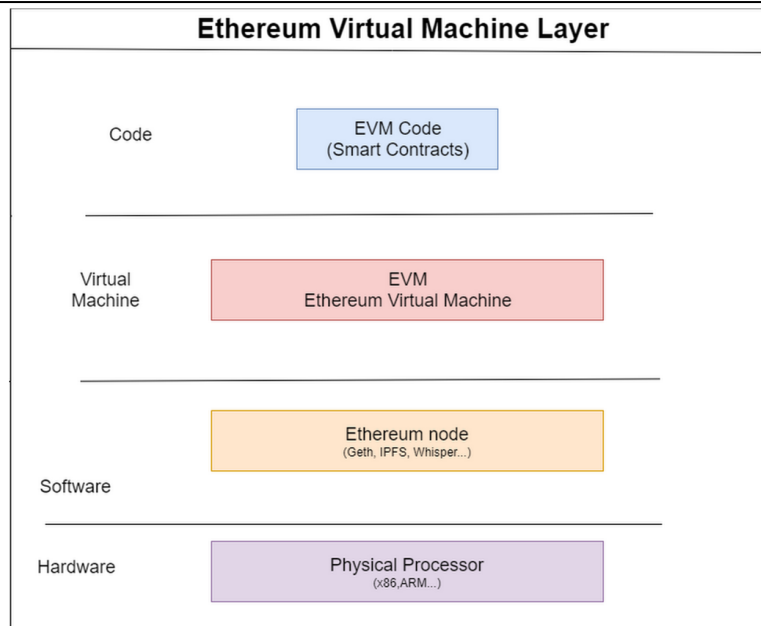 Ethereum Virtual Machine Layer
Code
EVM Code
(Smart Contracts)
Virtual
Machine
EVM
Ethereum Virtual Machine
Ethereum node
(Geth, IPFS, Whisper...)
Software
Hardware
Physical Processor
(x86,ARM...)